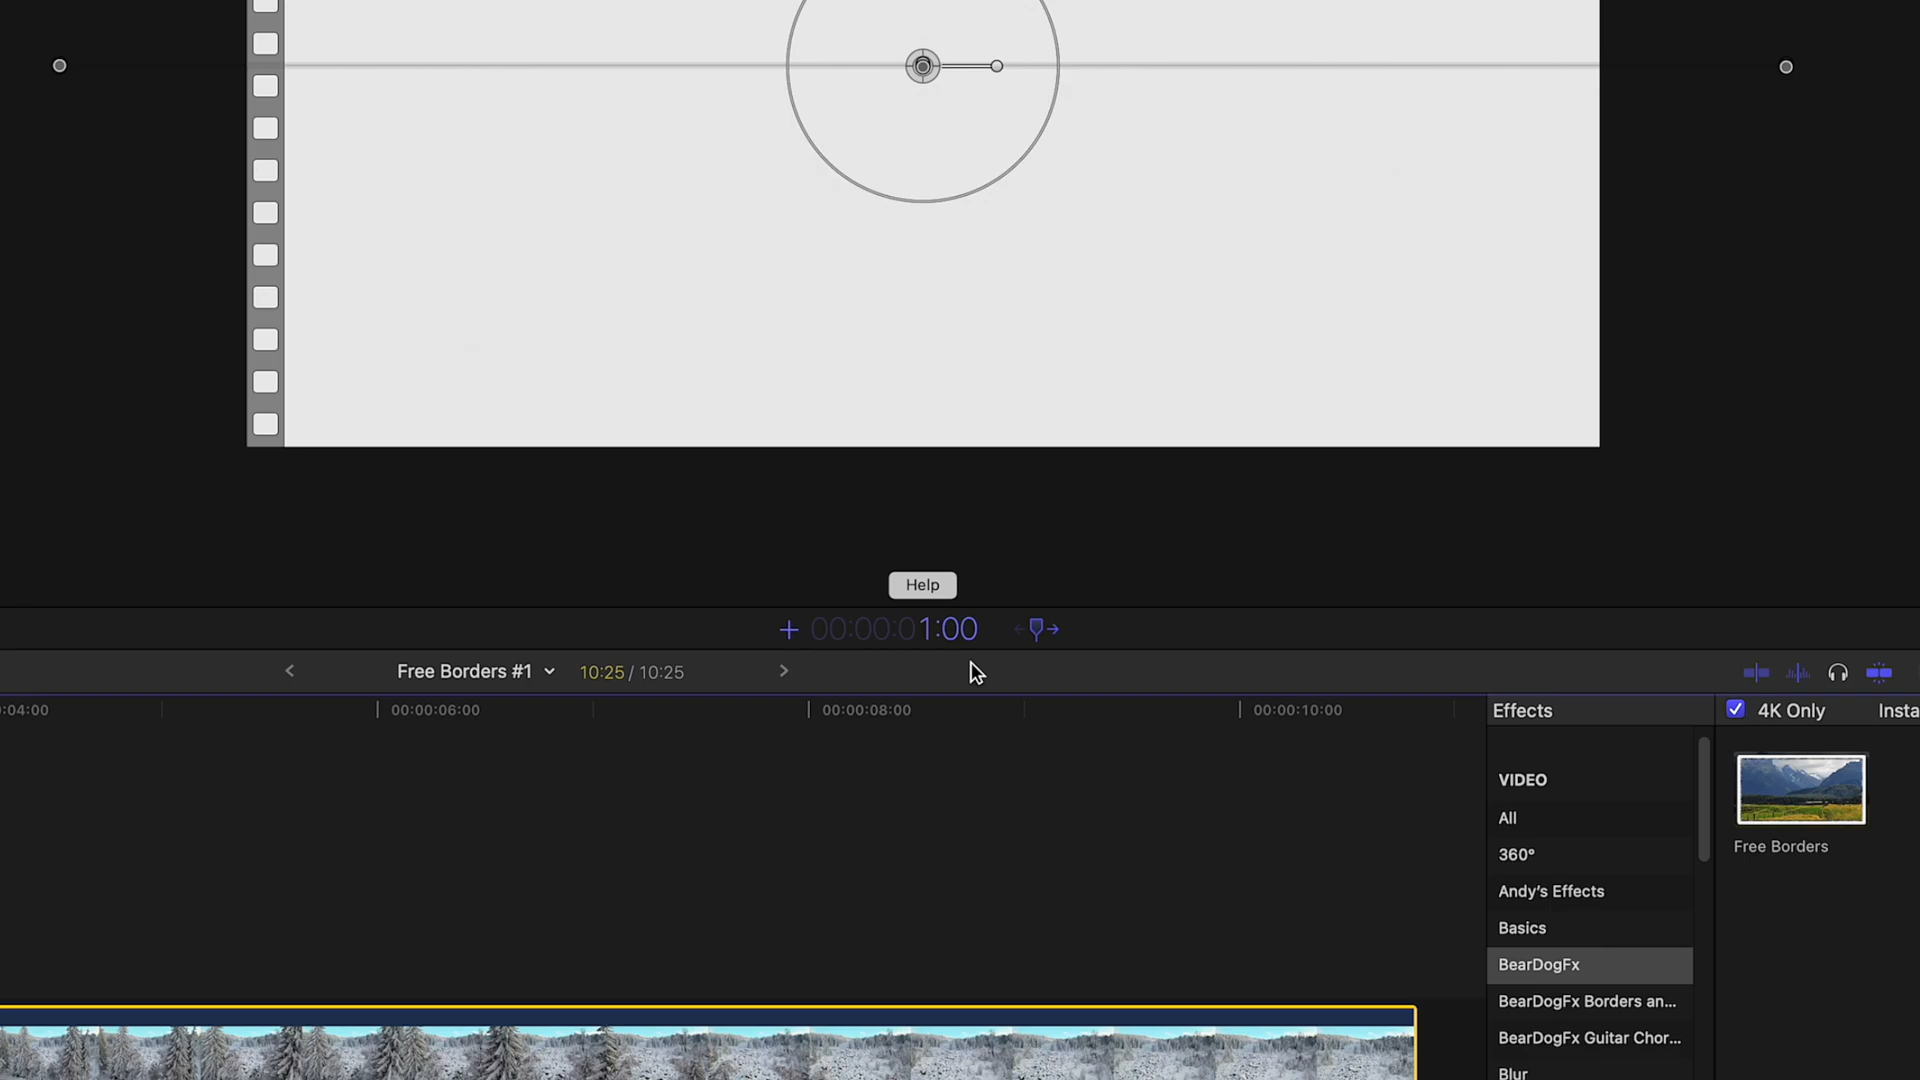 Help
00:00:01:00
Free Borders #1
10:25 / 10:25
:04:00
00:00:06:00
00:00:08:00
00:00:10:00
Effects
4K Only
Insta
VIDEO
All
360°
Andy's Effects
Basics
BearDogFx
BearDogFx Borders an...
BearDogFx Guitar Chor...
Blur
Free Borders